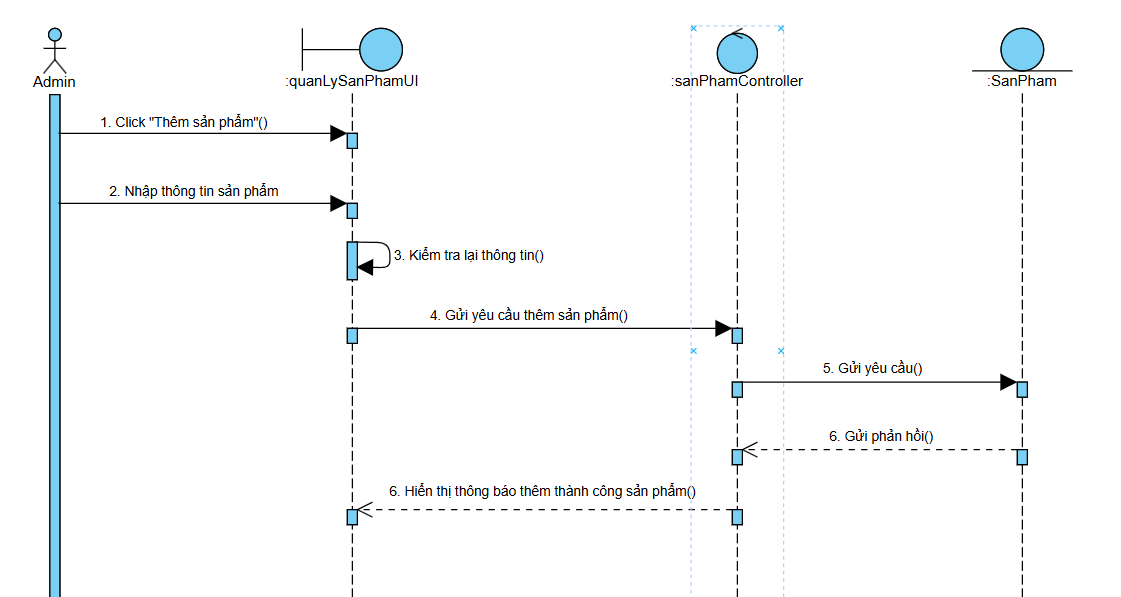 Admin
:quanLySanPhamUI
:sanPhamController
:SanPham
1. Click "Thêm sản phẩm"()
2. Nhập thông tin sản phẩm
3. Kiểm tra lại thông tin()
4. Gửi yêu cầu thêm sản phẩm()
5. Gửi yêu cầu()
6. Gửi phản hồi()
6. Hiển thị thông báo thêm thành công sản phẩm()